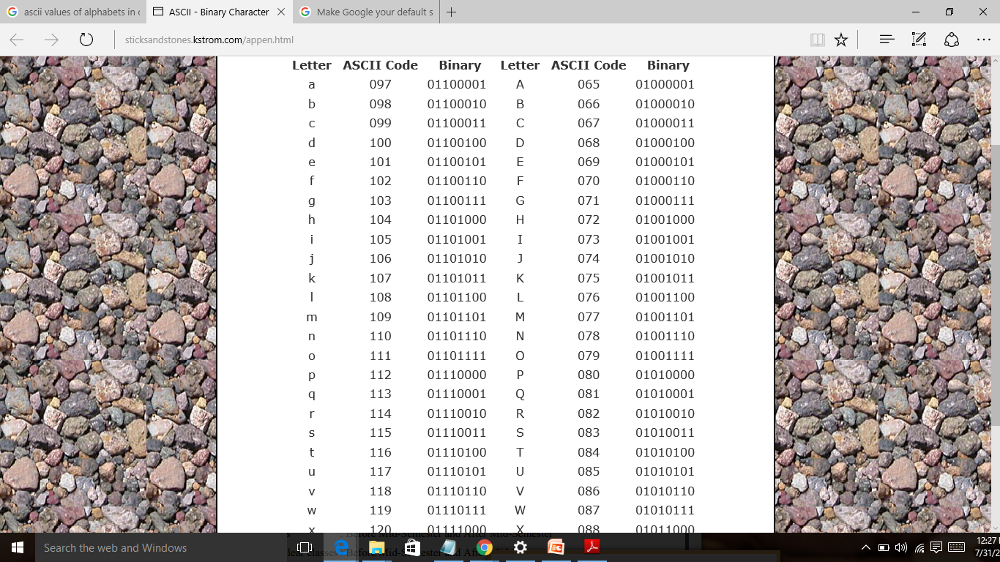 ascii values of alphabets in
ASCII - Binary Character
Make Google your default s
sticksandstones.kstrom.com/appen.html
Letter ASCII Code Binary Letter ASCII Code Binary
a 097 01100001 A 065 01000001
b 098 01100010 B 066 01000010
c 099 01100011 C 067 01000011
d 100 01100100 D 068 01000100
e 101 01100101 E 069 01000101
f 102 01100110 F 070 01000110
g 103 01100111 G 071 01000111
h 104 01101000 H 072 01001000
i 105 01101001 I 073 01001001
j 106 01101010 J 074 01001010
k 107 01101011 K 075 01001011
l 108 01101100 L 076 01001100
m 109 01101101 M 077 01001101
n 110 01101110 N 078 01001110
o 111 01101111 O 079 01001111
p 112 01110000 P 080 01010000
q 113 01110001 Q 081 01010001
r 114 01110010 R 082 01010010
s 115 01110011 S 083 01010011
t 116 01110100 T 084 01010100
u 117 01110101 U 085 01010101
v 118 01110110 V 086 01010110
w 119 01110111 W 087 01010111
x 120 01111000 X 088 01011000
s : Before Mid-Semester and After Mid-Semester
lear classes : Before Mid-Semester and
Search the web and Windows
12:27
7/31/2